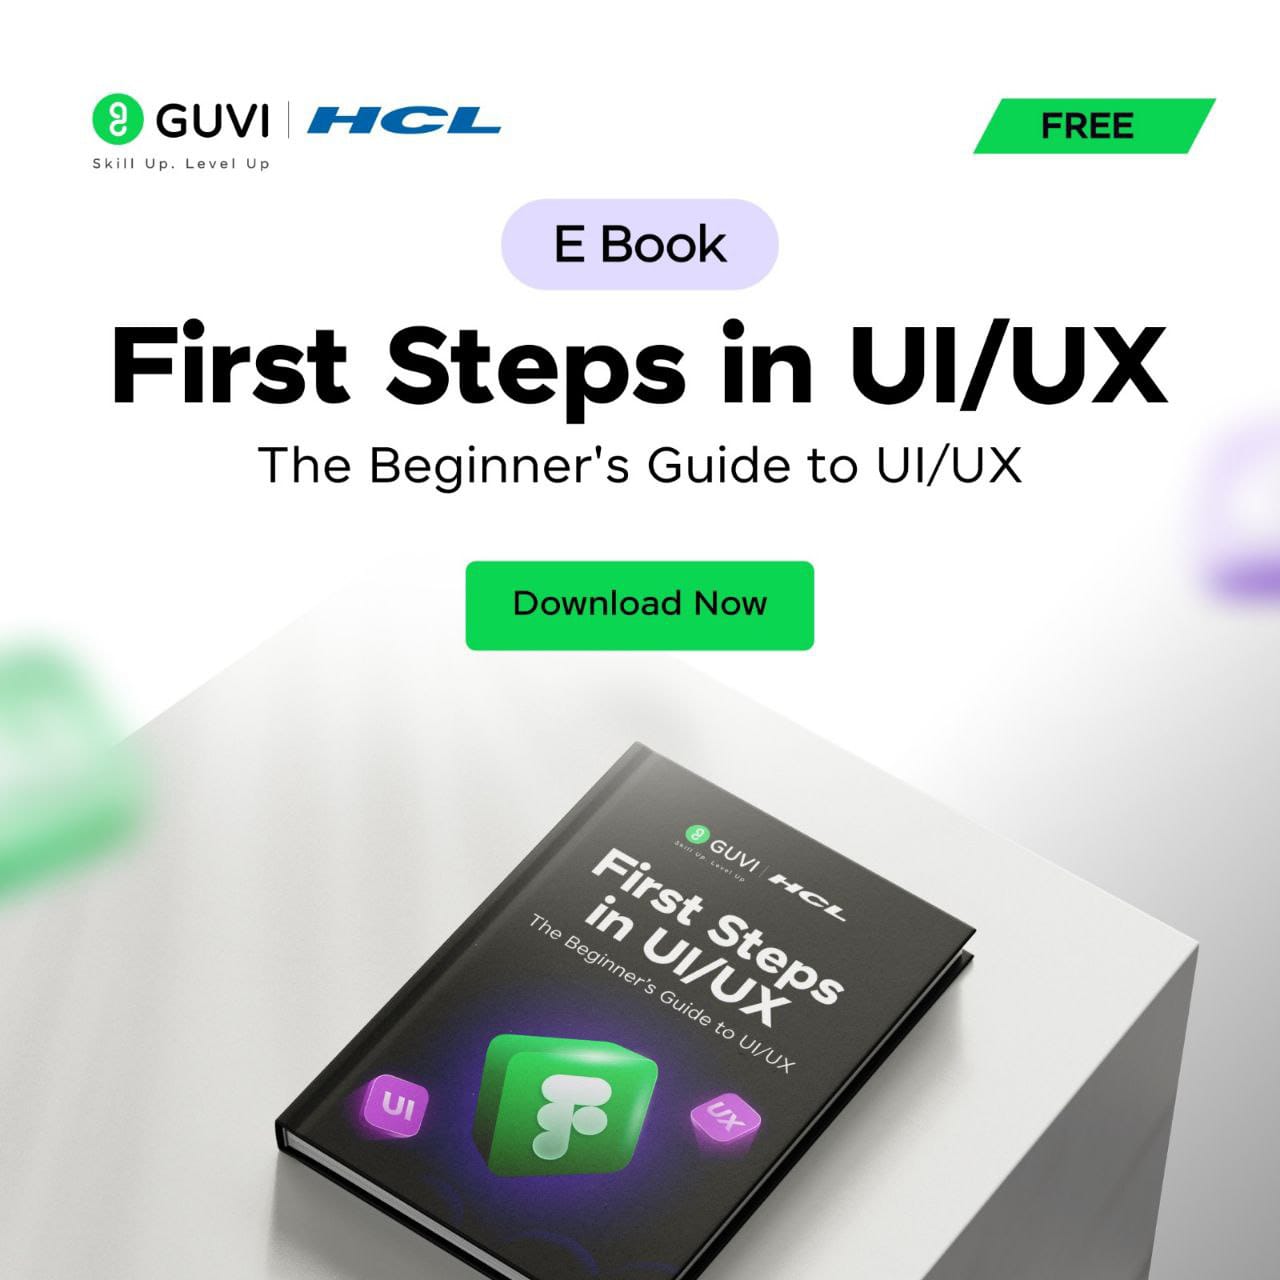 GUVI | HCL
Skill Up. Level Up
FREE
E Book
First Steps in UI/UX
The Beginner's Guide to UI/UX
Download Now
GUVI | HCL
Skill Up. Level Up
First Steps
in UI/UX
The Beginner's Guide to UI/UX
UI
UX